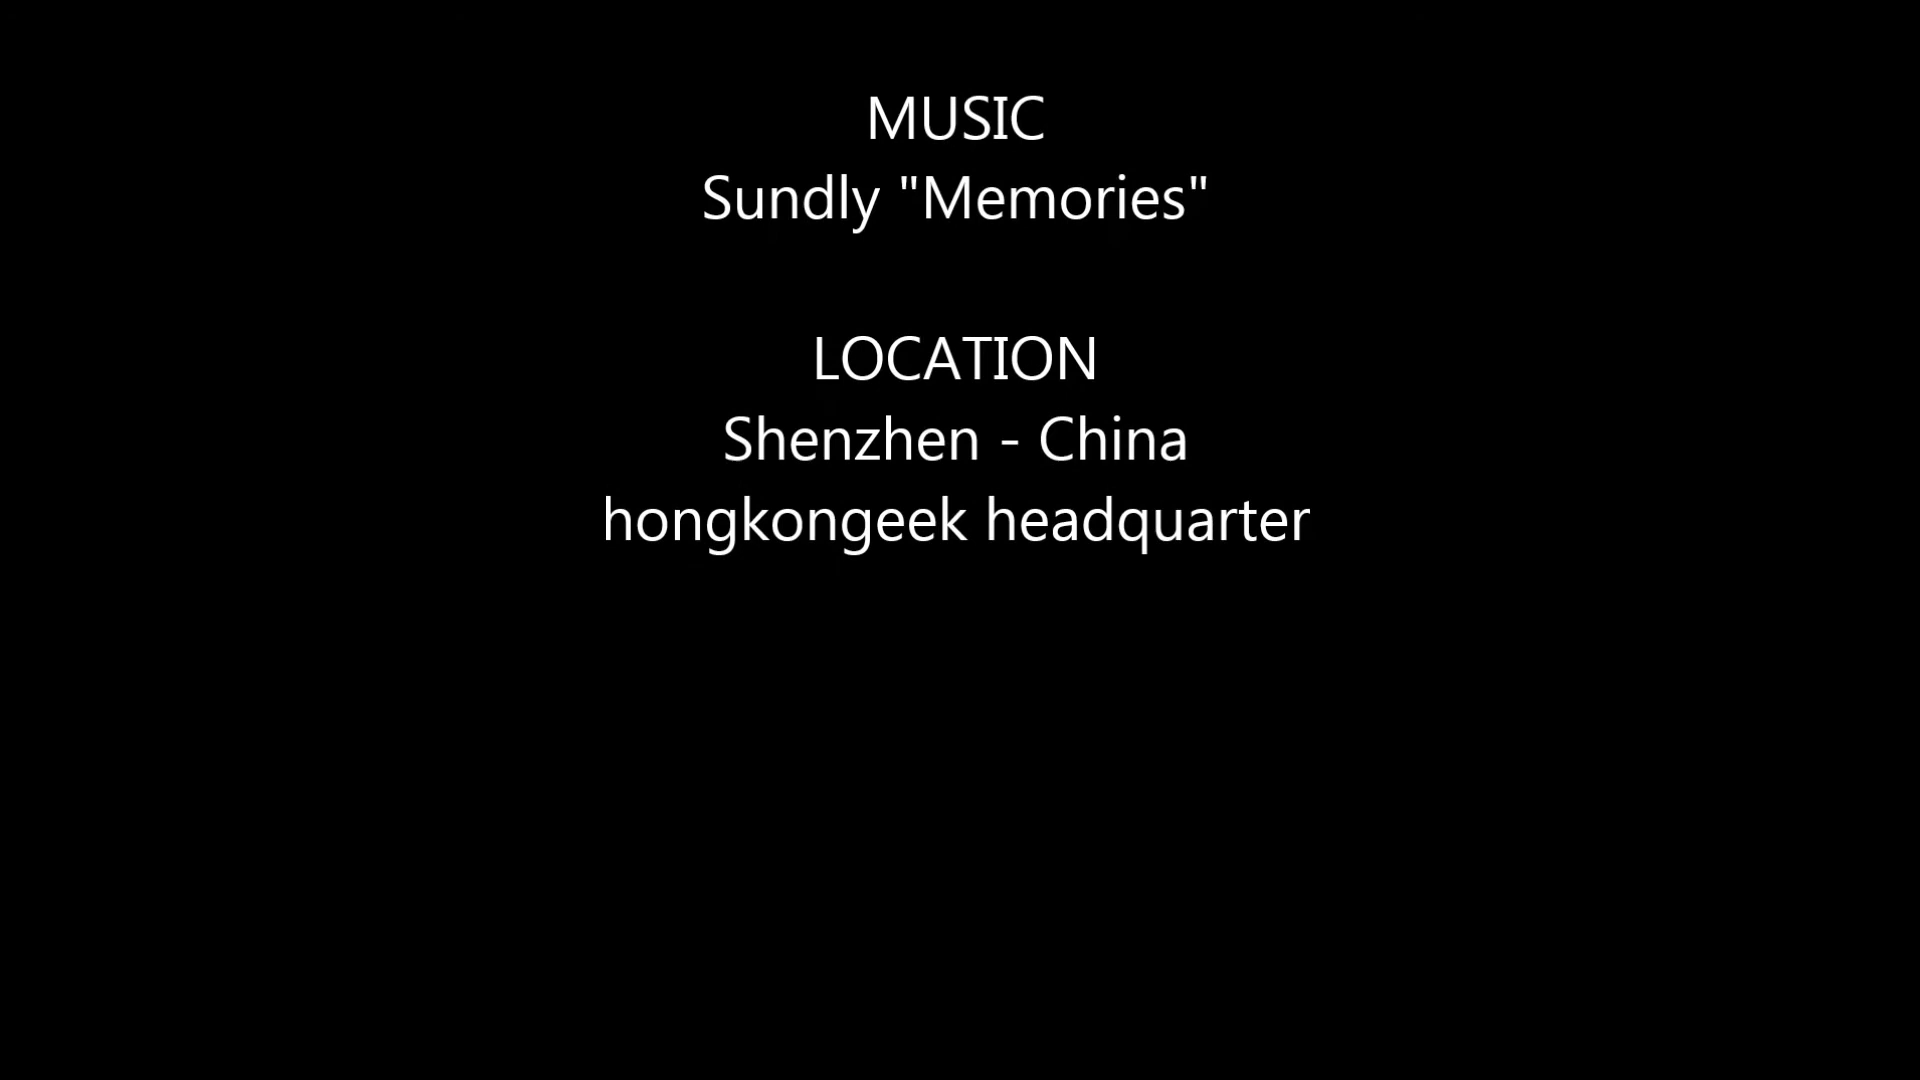 MUSIC
Sundly "Memories"
LOCATION
Shenzhen - China
hongkongeek headquarter